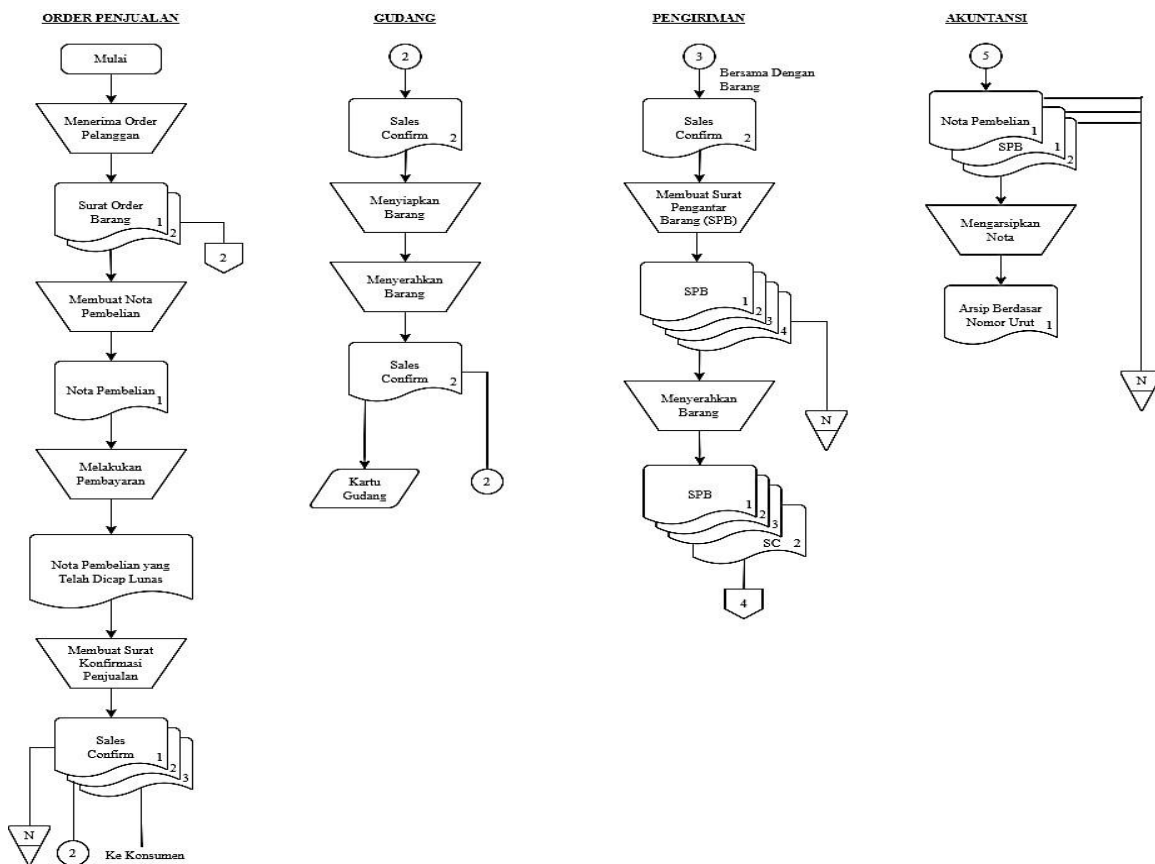 ORDER PENJUALAN
Mulai
Menerima Order
Pelanggan
Surat Order
Barang
1
2
2
Membuat Nota
Pembelian
Nota Pembelian
1
Melakukan
Pembayaran
Nota Pembelian yang
Telah Dicap Lunas
Membuat Surat
Konfirmasi
Penjualan
Sales
Confirm
1
2
3
N
2
Ke Konsumen
GUDANG
2
Sales
Confirm
2
Menyiapkan
Barang
Menyerahkan
Barang
Sales
Confirm
2
Kartu
Gudang
2
PENGIRIMAN
3
Bersama Dengan
Barang
Sales
Confirm
2
Membuat Surat
Pengantar
Barang (SPB)
SPB
1
2
3
4
N
Menyerahkan
Barang
SPB
1
2
3
SC 2
4
AKUNTANSI
5
Nota Pembelian
1
SPB 1
2
Mengarsipkan
Nota
Arsip Berdasar
Nomor Urut
1
N